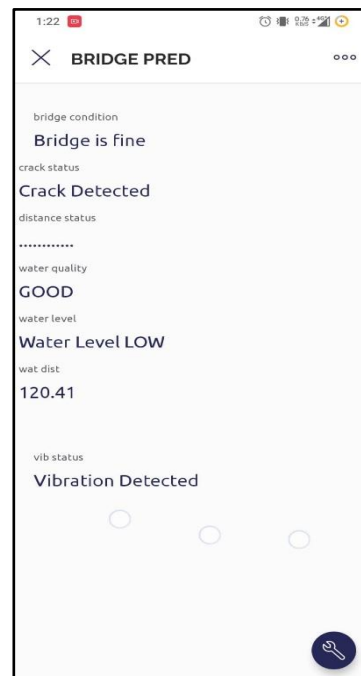 1:22
BRIDGE PRED
bridge condition
Bridge is fine
crack status
Crack Detected
distance status
............
water quality
GOOD
water level
Water Level LOW
wat dist
120.41
vib status
Vibration Detected